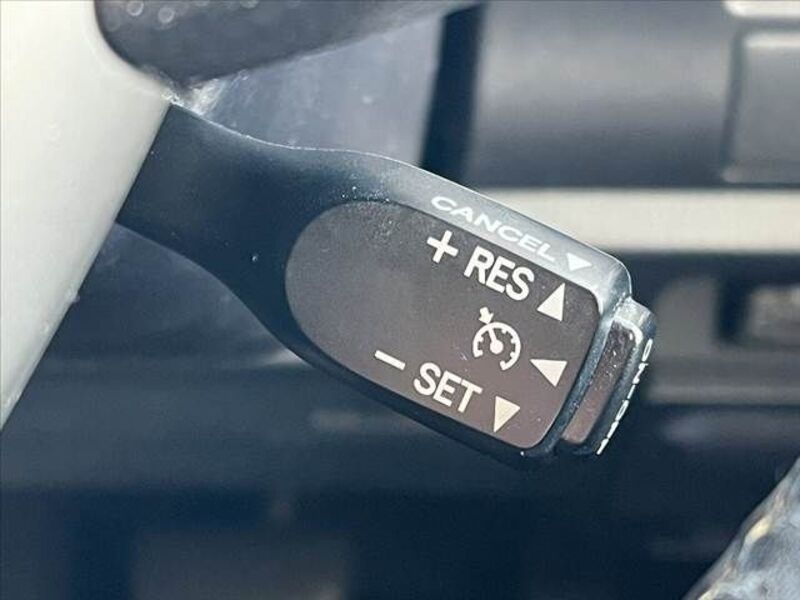 CANCEL ▼
+ RES ▲
◀
− SET ▼